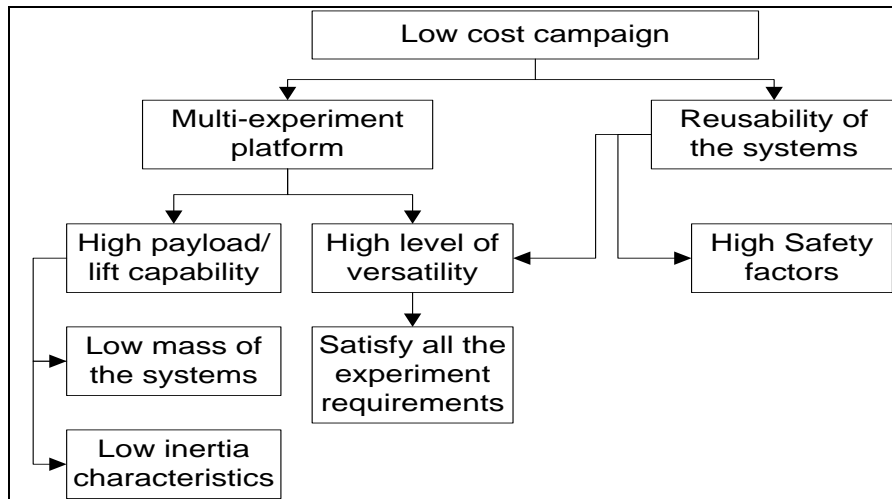 Low cost campaign
Multi-experiment
platform
Reusability of
the systems
High payload/
lift capability
High level of
versatility
High Safety
factors
Low mass of
the systems
Satisfy all the
experiment
requirements
Low inertia
characteristics